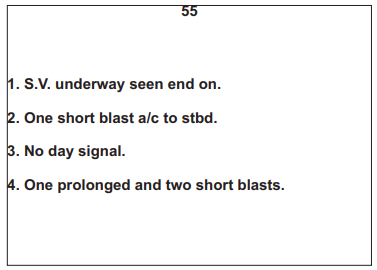 55
1. S.V. underway seen end on.
2. One short blast a/c to stbd.
3. No day signal.
4. One prolonged and two short blasts.